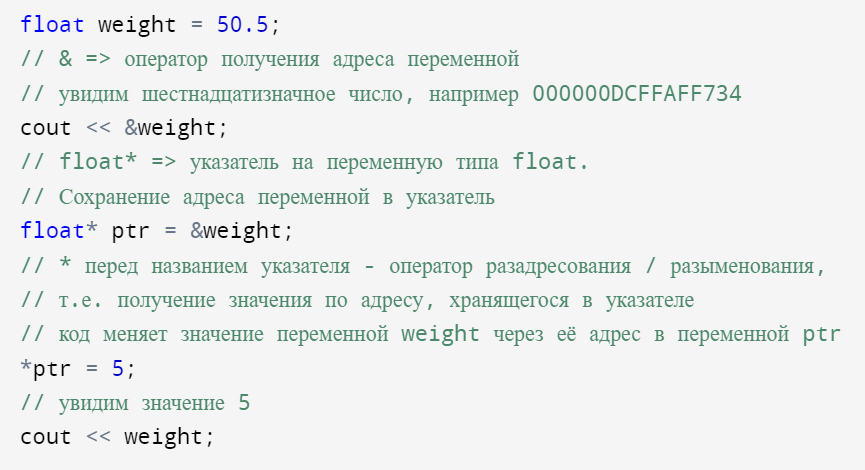 float weight = 50.5;
// & => оператор получения адреса переменной
// увидим шестнадцатизначное число, например 000000DCFFAFF734
cout << &weight;
// float* => указатель на переменную типа float.
// Сохранение адреса переменной в указатель
float* ptr = &weight;
// * перед названием указателя - оператор разадресования / разыменования,
// т.е. получение значения по адресу, хранящегося в указателе
// код меняет значение переменной weight через её адрес в переменной ptr
*ptr = 5;
// увидим значение 5
cout << weight;